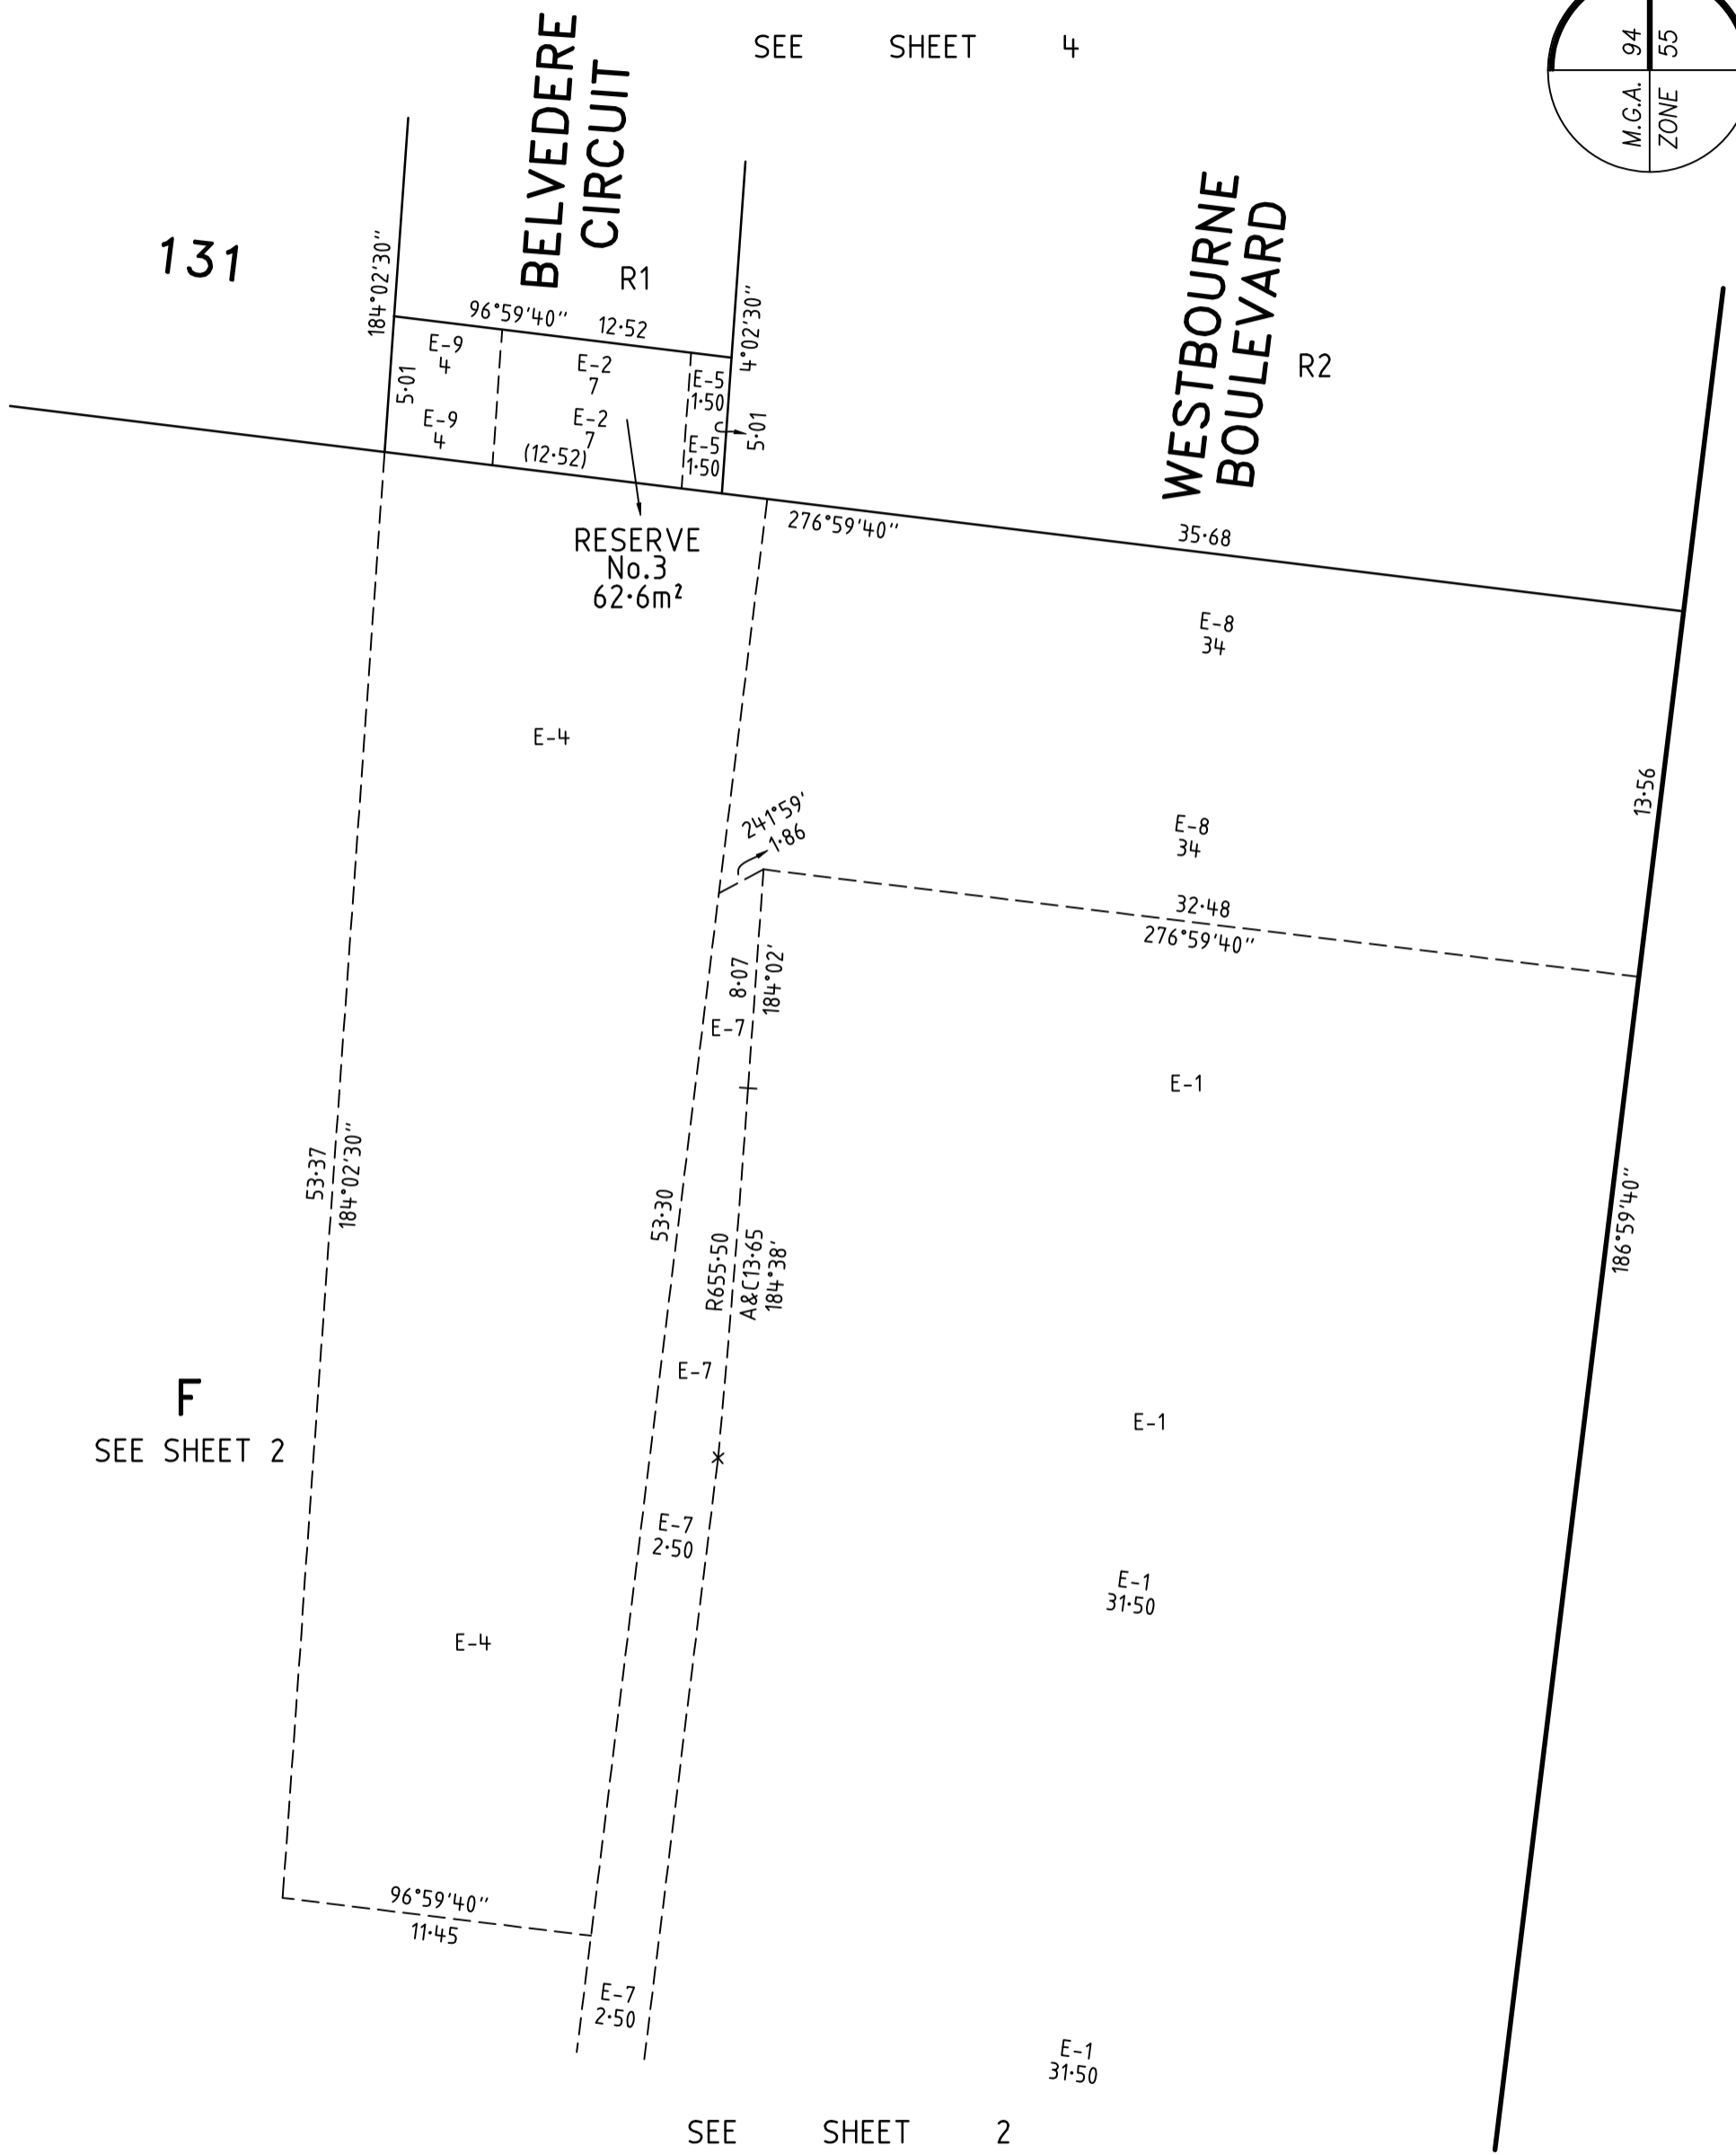 SEE SHEET 4
M.G.A. 94
ZONE 55
BELVEDERE
CIRCUIT
131
R1
184°02'30''
96°59'40'' 12·52
4°02'30''
WESTBOURNE
BOULEVARD
R2
E-9
4
E-2
7
E-5
1·50
5·01
E-9
4
E-2
7
(12·52)
E-5
1·50
5·01
RESERVE
No.3
62·6m²
276°59'40''
35·68
E-8
34
E-4
13·56
241°59'
1·86
E-8
34
32·48
276°59'40''
8·07
184°02'
E-7
E-1
53·37
184°02'30''
53·30
R655·50
A&C13·65
184°38'
186°59'40''
E-7
F
SEE SHEET 2
E-1
E-7
2·50
E-1
31·50
E-4
96°59'40''
11·45
E-7
2·50
E-1
31·50
SEE SHEET 2